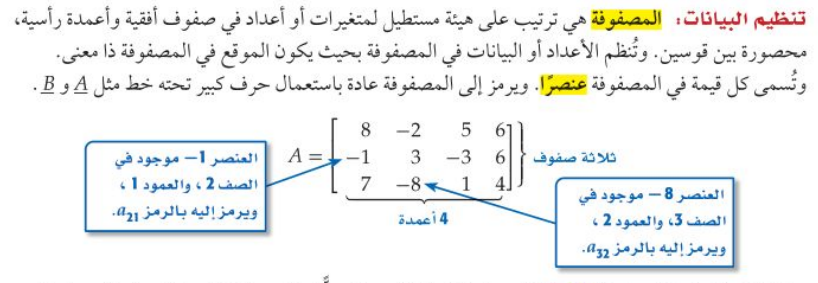 تنظيم البيانات: المصفوفة هي ترتيب على هيئة مستطيل لمتغيرات أو أعداد في صفوف أفقية وأعمدة رأسية،
محصورة بين قوسين. وتُنظم الأعداد أو البيانات في المصفوفة بحيث يكون الموقع في المصفوفة ذا معنى.
وتُسمى كل قيمة في المصفوفة عنصرًا. ويرمز إلى المصفوفة عادة باستعمال حرف كبير تحته خط مثل A و B .
A = [ 8 −2 5 6
−1 3 −3 6
7 −8 1 4 ] }
ثلاثة صفوف
4 أعمدة
العنصر 1− موجود في
الصف 2 ، والعمود 1 ،
ويرمز إليه بالرمز a21.
العنصر 8− موجود في
الصف 3، والعمود 2 ،
ويرمز إليه بالرمز a32.